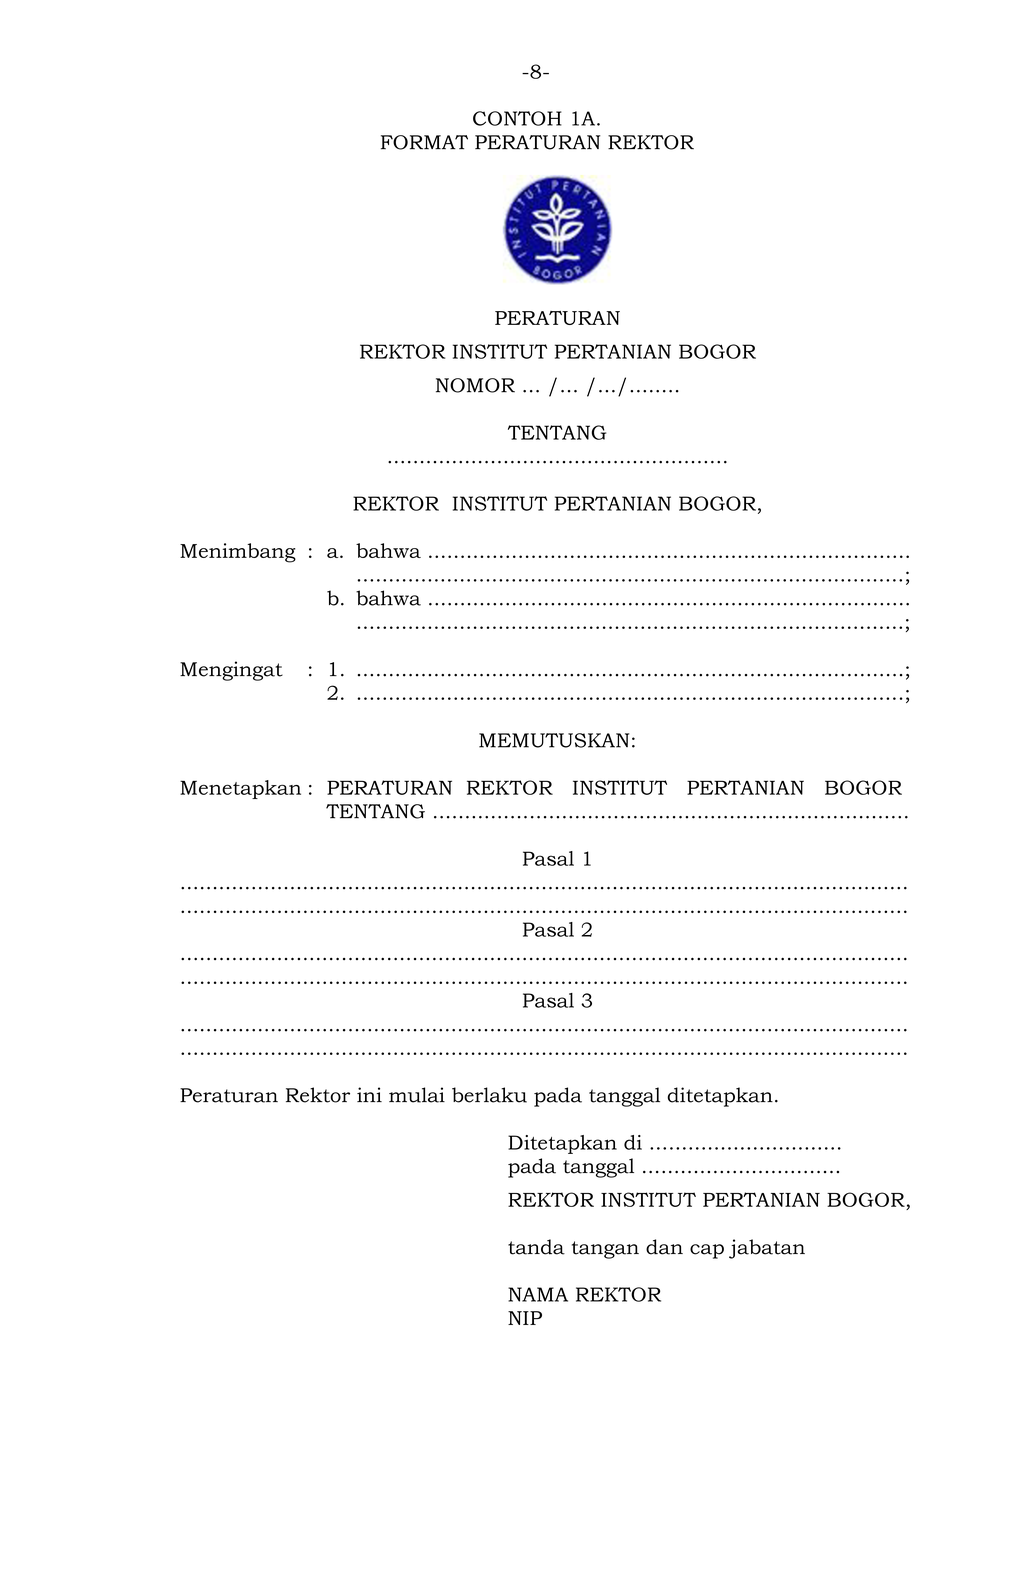 -8-
CONTOH 1A.
FORMAT PERATURAN REKTOR
INSTITUT PERTANIAN
BOGOR
PERATURAN
REKTOR INSTITUT PERTANIAN BOGOR
NOMOR ... /... /.../........
TENTANG
.....................................................
REKTOR INSTITUT PERTANIAN BOGOR,
Menimbang : a. bahwa ...........................................................................
.....................................................................................;
b. bahwa ...........................................................................
.....................................................................................;
Mengingat : 1. .....................................................................................;
2. .....................................................................................;
MEMUTUSKAN:
Menetapkan : PERATURAN REKTOR INSTITUT PERTANIAN BOGOR
TENTANG ..........................................................................
Pasal 1
.................................................................................................................
.................................................................................................................
Pasal 2
.................................................................................................................
.................................................................................................................
Pasal 3
.................................................................................................................
.................................................................................................................
Peraturan Rektor ini mulai berlaku pada tanggal ditetapkan.
Ditetapkan di ..............................
pada tanggal ...............................
REKTOR INSTITUT PERTANIAN BOGOR,
tanda tangan dan cap jabatan
NAMA REKTOR
NIP